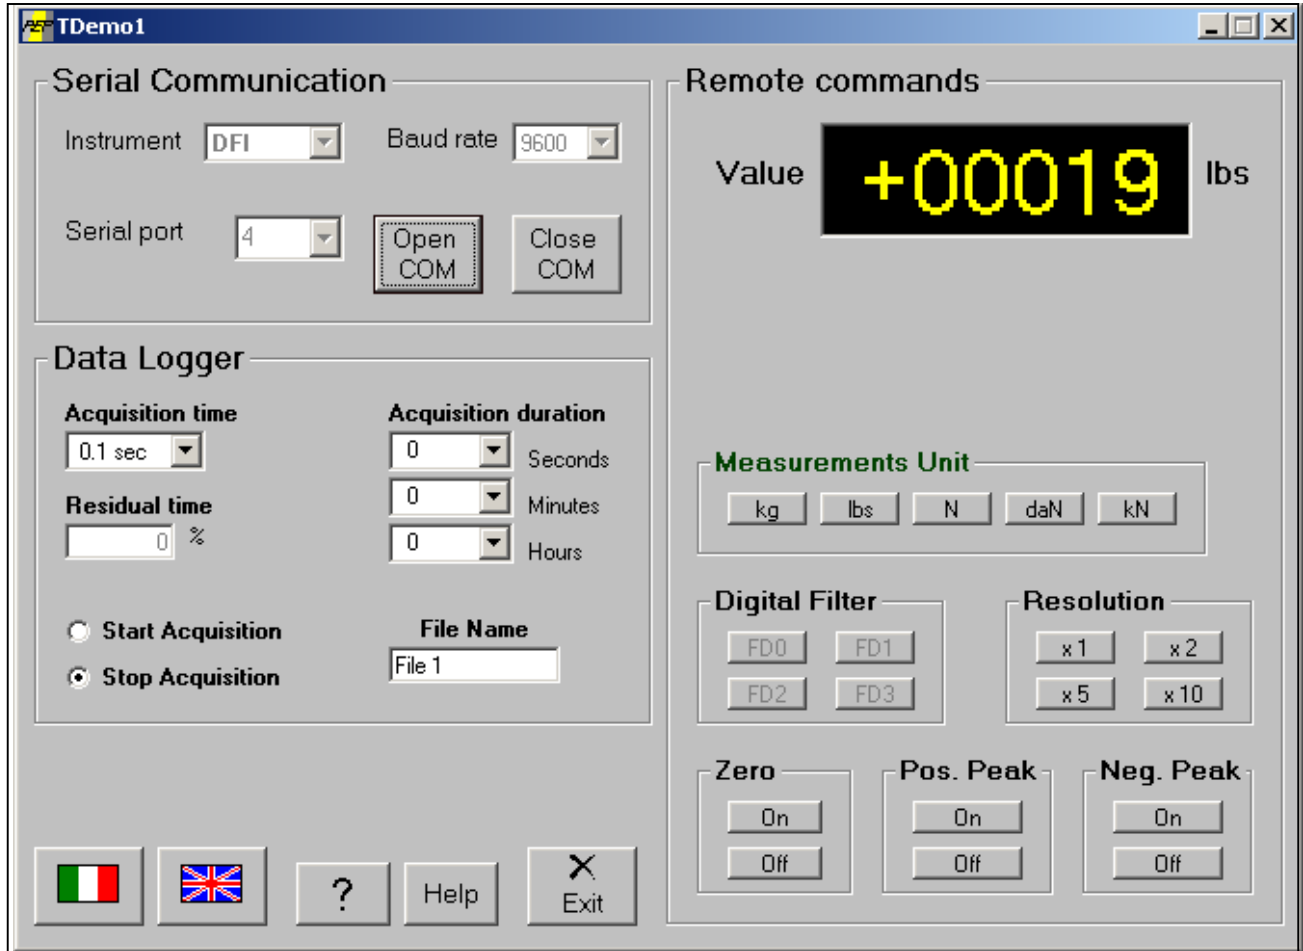 TDemo1
Serial Communication
Instrument DFI Baud rate 9600
Serial port 4 Open COM Close COM
Data Logger
Acquisition time Acquisition duration
0.1 sec 0 Seconds
Residual time 0 Minutes
0 % 0 Hours
Start Acquisition File Name
Stop Acquisition File 1
? Help X Exit
Remote commands
Value +00019 lbs
Measurements Unit
kg lbs N daN kN
Digital Filter Resolution
FD0 FD1 x 1 x 2
FD2 FD3 x 5 x 10
Zero Pos. Peak Neg. Peak
On On On
Off Off Off